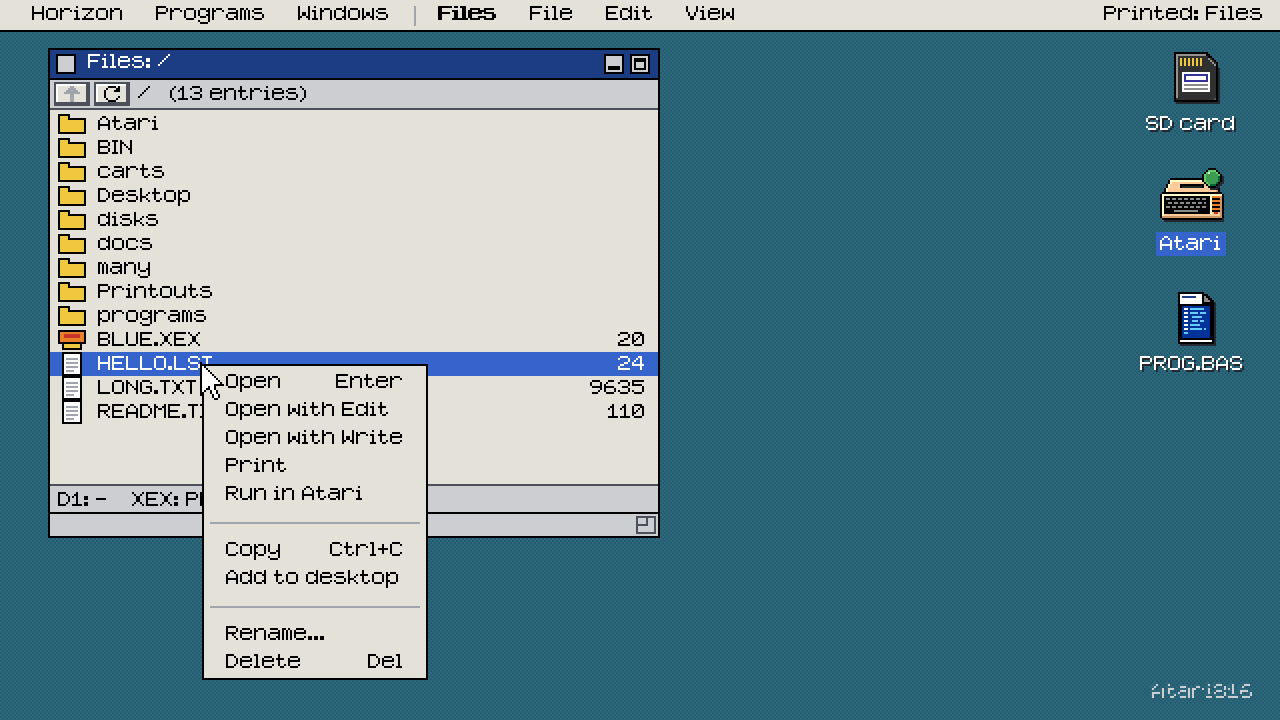 Horizon Programs Windows | Files File Edit View Printed: Files
Files: /
/ (13 entries)
Atari
BIN
carts
Desktop
disks
docs
many
Printouts
programs
BLUE.XEX 20
HELLO.LST 24
LONG.TXT 9635
README.T 110
D1: - XEX:
Open Enter
Open with Edit
Open with Write
Print
Run in Atari
Copy Ctrl+C
Add to desktop
Rename...
Delete Del
SD card
Atari
PROG.BAS
Atari816